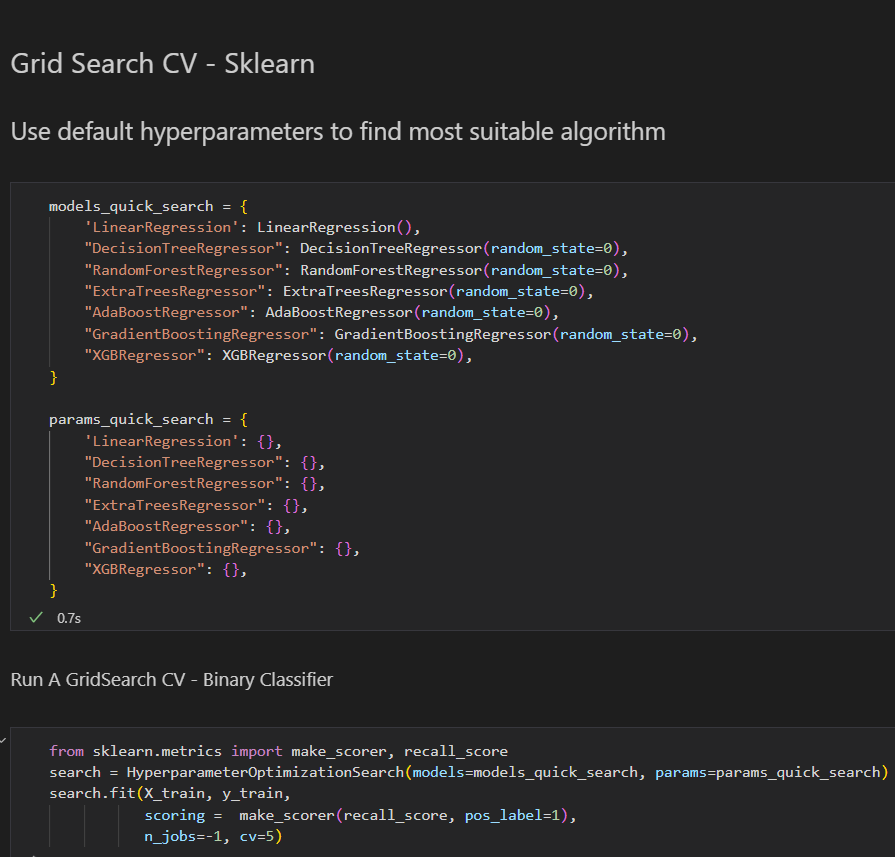 Grid Search CV - Sklearn
Use default hyperparameters to find most suitable algorithm
models_quick_search = {
'LinearRegression': LinearRegression(),
"DecisionTreeRegressor": DecisionTreeRegressor(random_state=0),
"RandomForestRegressor": RandomForestRegressor(random_state=0),
"ExtraTreesRegressor": ExtraTreesRegressor(random_state=0),
"AdaBoostRegressor": AdaBoostRegressor(random_state=0),
"GradientBoostingRegressor": GradientBoostingRegressor(random_state=0),
"XGBRegressor": XGBRegressor(random_state=0),
}
params_quick_search = {
'LinearRegression': {},
"DecisionTreeRegressor": {},
"RandomForestRegressor": {},
"ExtraTreesRegressor": {},
"AdaBoostRegressor": {},
"GradientBoostingRegressor": {},
"XGBRegressor": {},
}
0.7s
Run A GridSearch CV - Binary Classifier
from sklearn.metrics import make_scorer, recall_score
search = HyperparameterOptimizationSearch(models=models_quick_search, params=params_quick_search)
search.fit(X_train, y_train,
scoring =  make_scorer(recall_score, pos_label=1),
n_jobs=-1, cv=5)